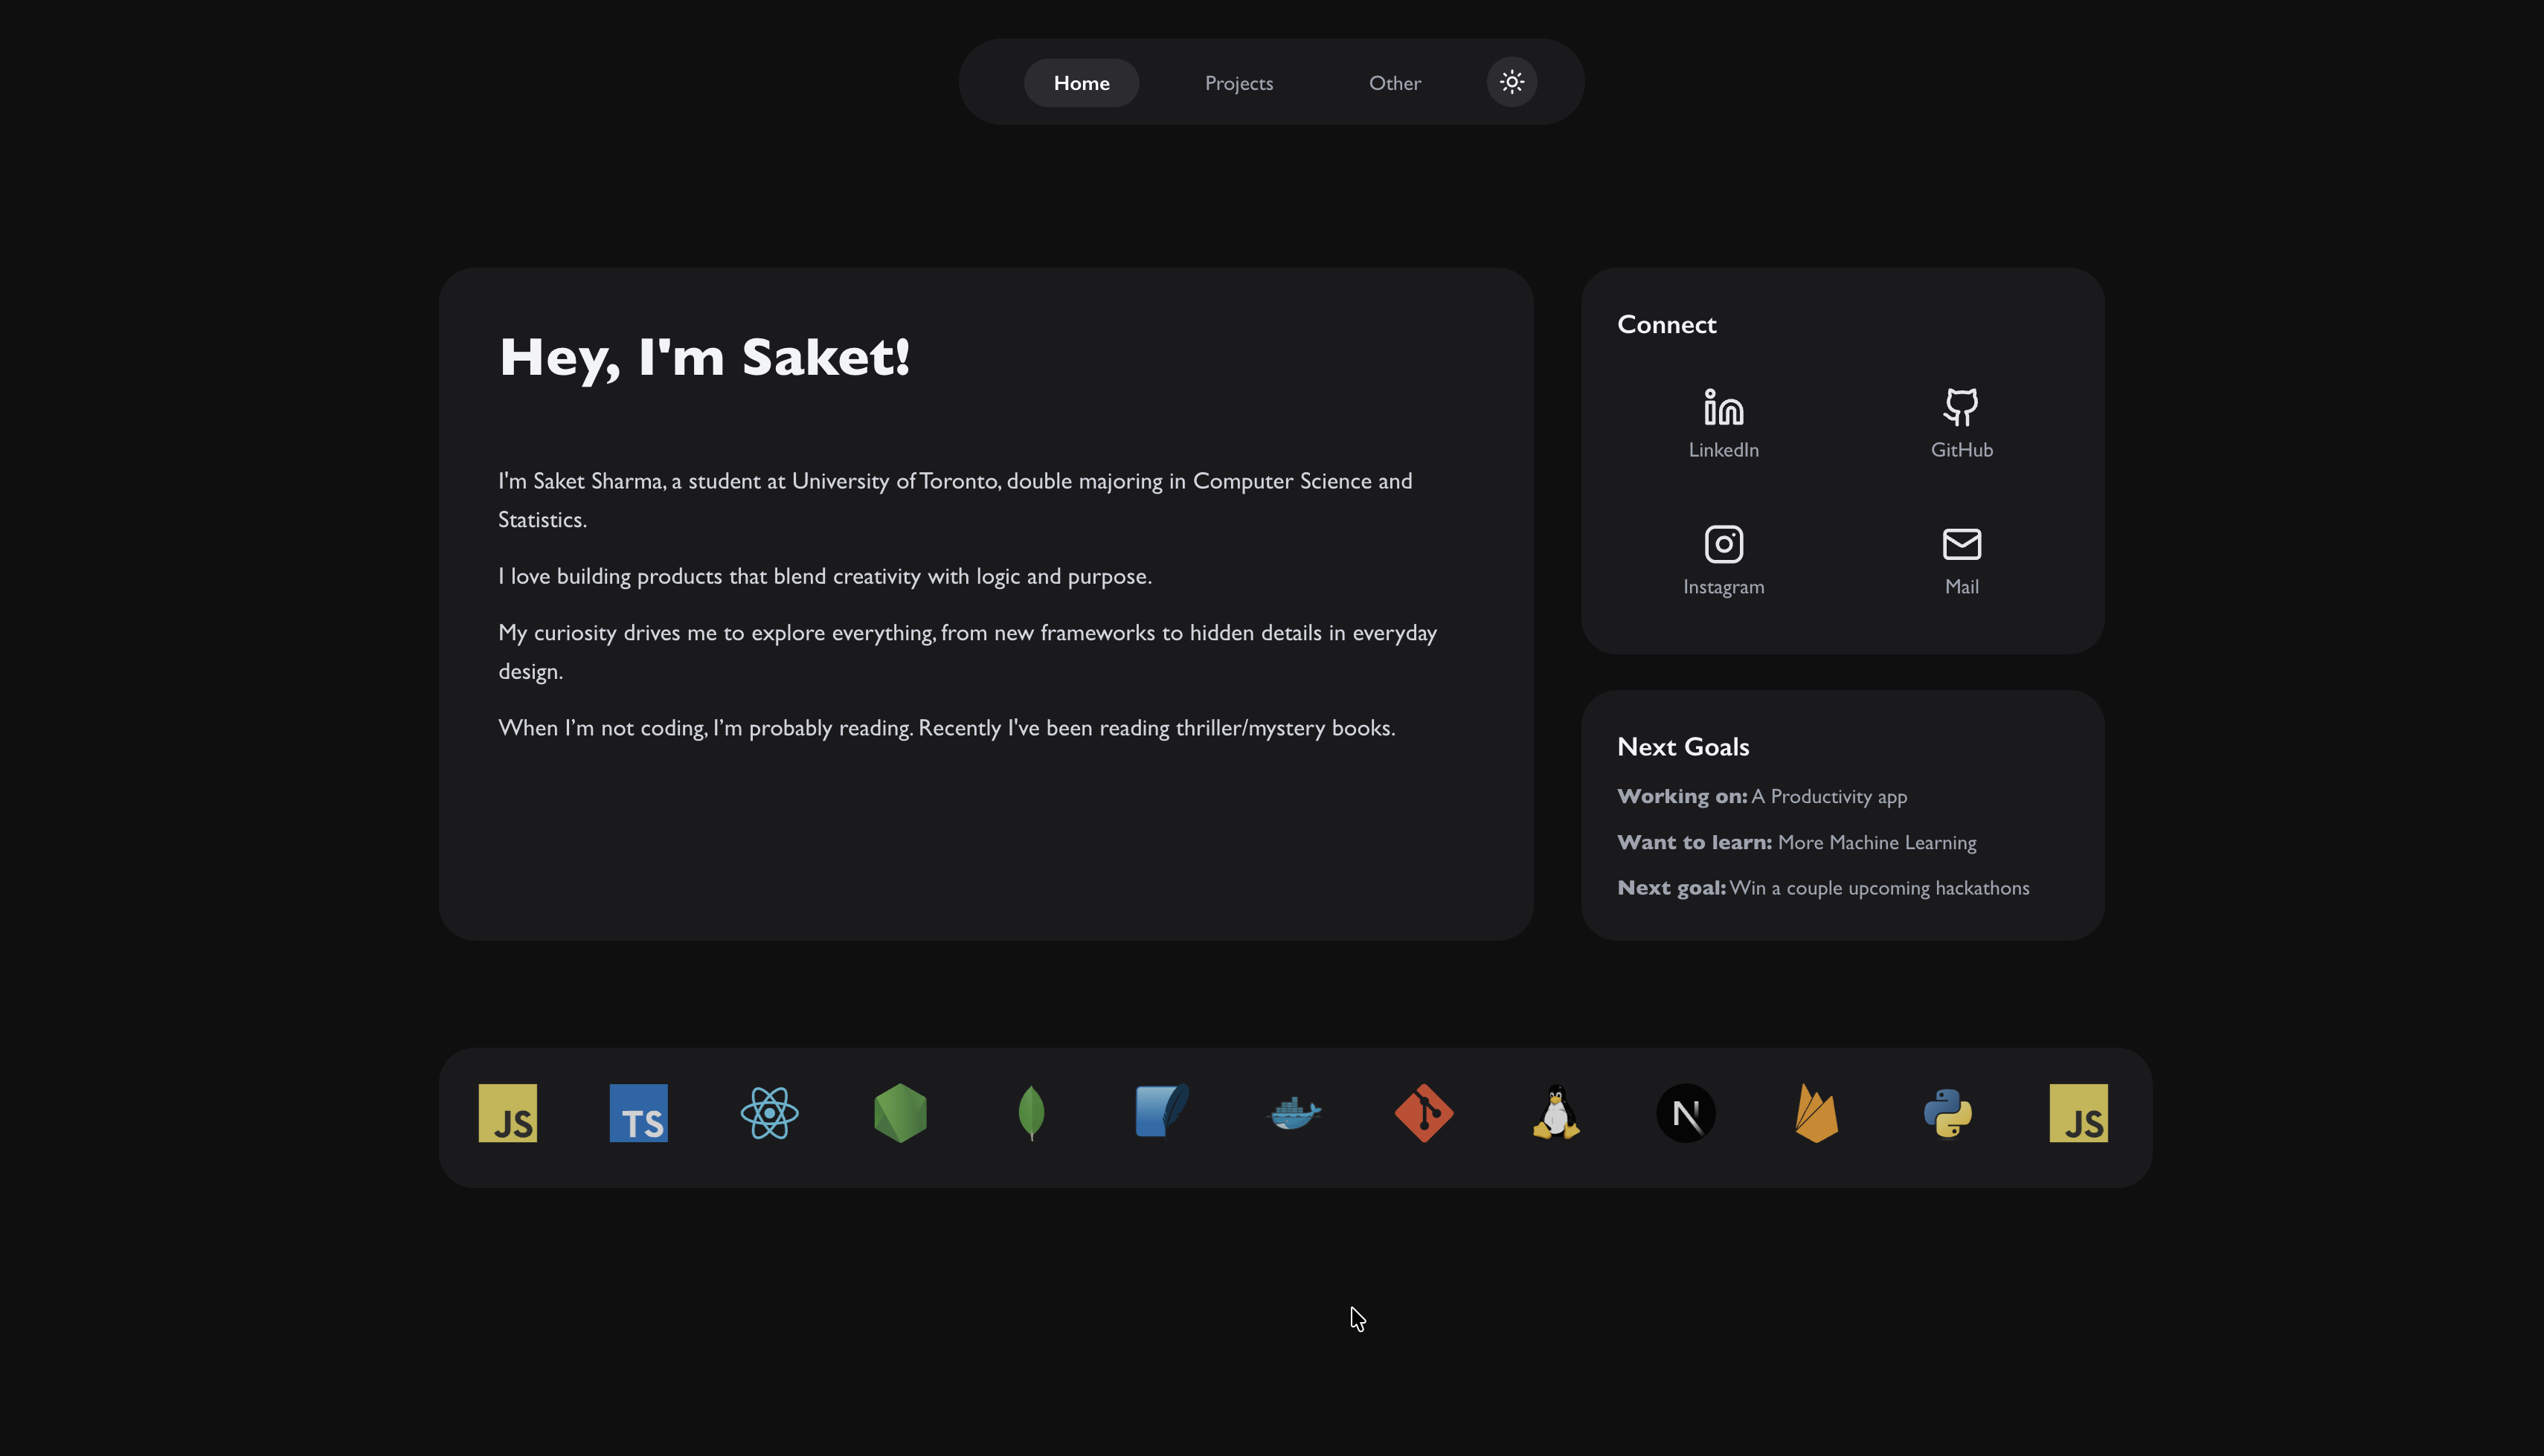 Home
Projects
Other
Hey, I'm Saket!
I'm Saket Sharma, a student at University of Toronto, double majoring in Computer Science and
Statistics.
I love building products that blend creativity with logic and purpose.
My curiosity drives me to explore everything, from new frameworks to hidden details in everyday
design.
When I’m not coding, I’m probably reading. Recently I've been reading thriller/mystery books.
Connect
LinkedIn
GitHub
Instagram
Mail
Next Goals
Working on: A Productivity app
Want to learn: More Machine Learning
Next goal: Win a couple upcoming hackathons
JS
TS
N
JS